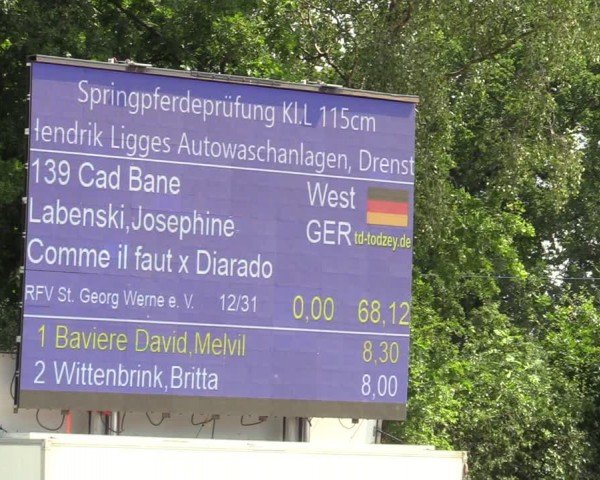 Springpferdeprüfung Kl.L 115cm
Hendrik Ligges Autowaschanlagen, Drenst
139 Cad Bane West
Labenski,Josephine GER td-todzey.de
Comme il faut x Diarado
RFV St. Georg Werne e. V. 12/31 0,00 68,12
1 Baviere David,Melvil 8,30
2 Wittenbrink,Britta 8,00